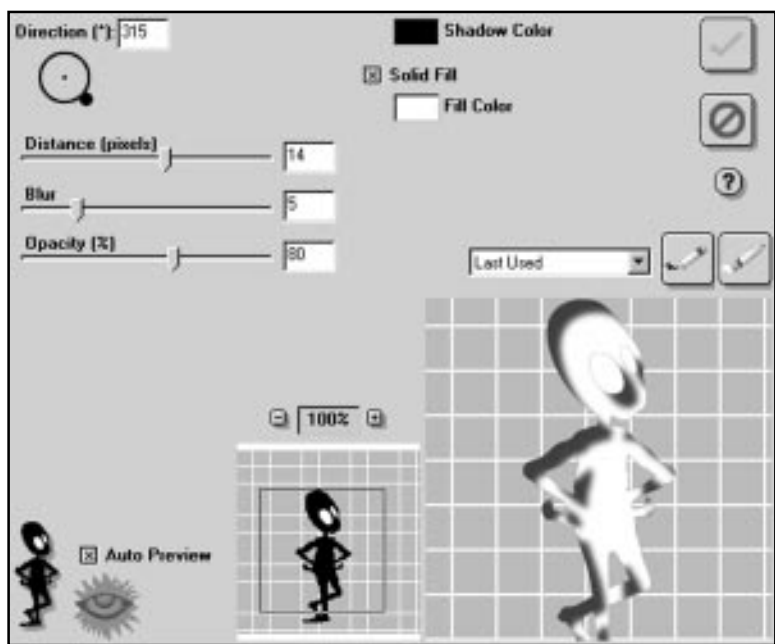 Direction (°): 315
Shadow Color
Solid Fill
Fill Color
Distance (pixels)
14
Blur
5
?
Opacity (%)
80
Last Used
100%
Auto Preview